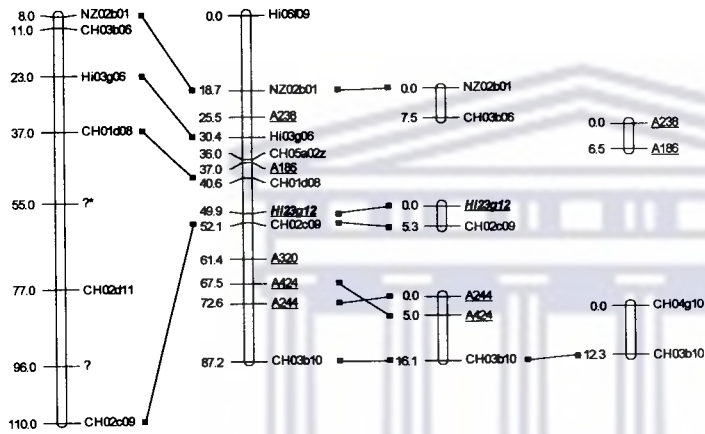 8.0 NZ02b01
11.0 CH03b06
23.0 Hi03g06
37.0 CH01d08
55.0 ?*
77.0 CH02d11
96.0 ?
110.0 CH02c09
0.0 Hi06f09
18.7 NZ02b01
25.5 A238
30.4 Hi03g06
36.0 CH05a02z
37.0 A186
40.6 CH01d08
49.9 Hi23g12
52.1 CH02c09
61.4 A320
67.5 A424
72.6 A244
87.2 CH03b10
0.0 NZ02b01
7.5 CH03b06
0.0 Hi23g12
5.3 CH02c09
0.0 A244
5.0 A424
16.1 CH03b10
0.0 A238
6.5 A186
0.0 CH04g10
12.3 CH03b10